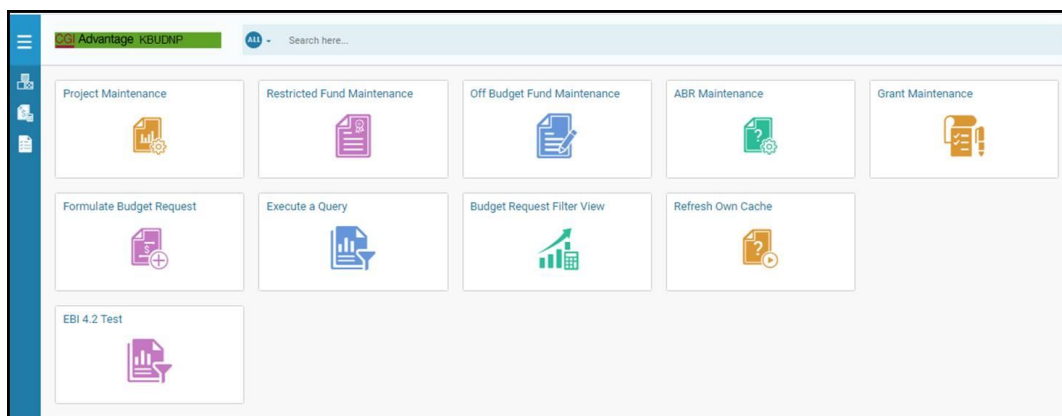 CGI Advantage KBUDNP
ALL Search here...
Project Maintenance
Restricted Fund Maintenance
Off Budget Fund Maintenance
ABR Maintenance
Grant Maintenance
Formulate Budget Request
Execute a Query
Budget Request Filter View
Refresh Own Cache
EBI 4.2 Test